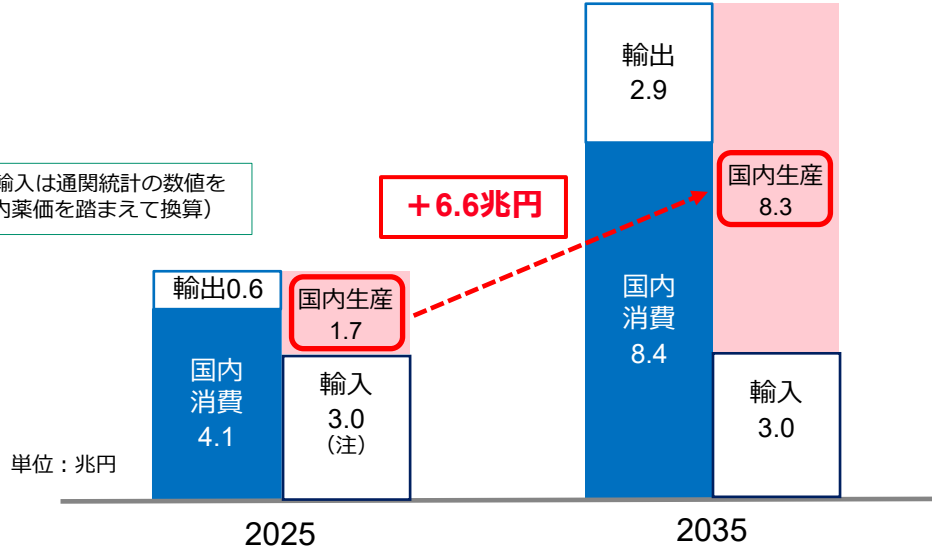 輸入は通関統計の数値を
内薬価を踏まえて換算）
＋6.6兆円
輸出0.6
国内
消費
4.1
国内生産
1.7
輸入
3.0
（注）
輸出
2.9
国内
消費
8.4
国内生産
8.3
輸入
3.0
単位：兆円
2025
2035